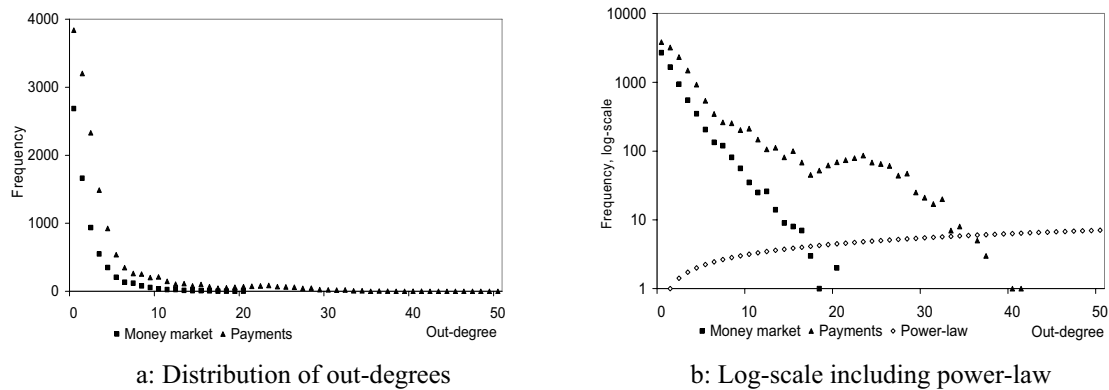 4000
3000
2000
1000
0
Frequency
0 10 20 30 40 50
Money market Payments Out-degree
a: Distribution of out-degrees
10000
1000
100
10
1
Frequency, log-scale
0 10 20 30 40 50
Money market Payments Power-law Out-degree
b: Log-scale including power-law